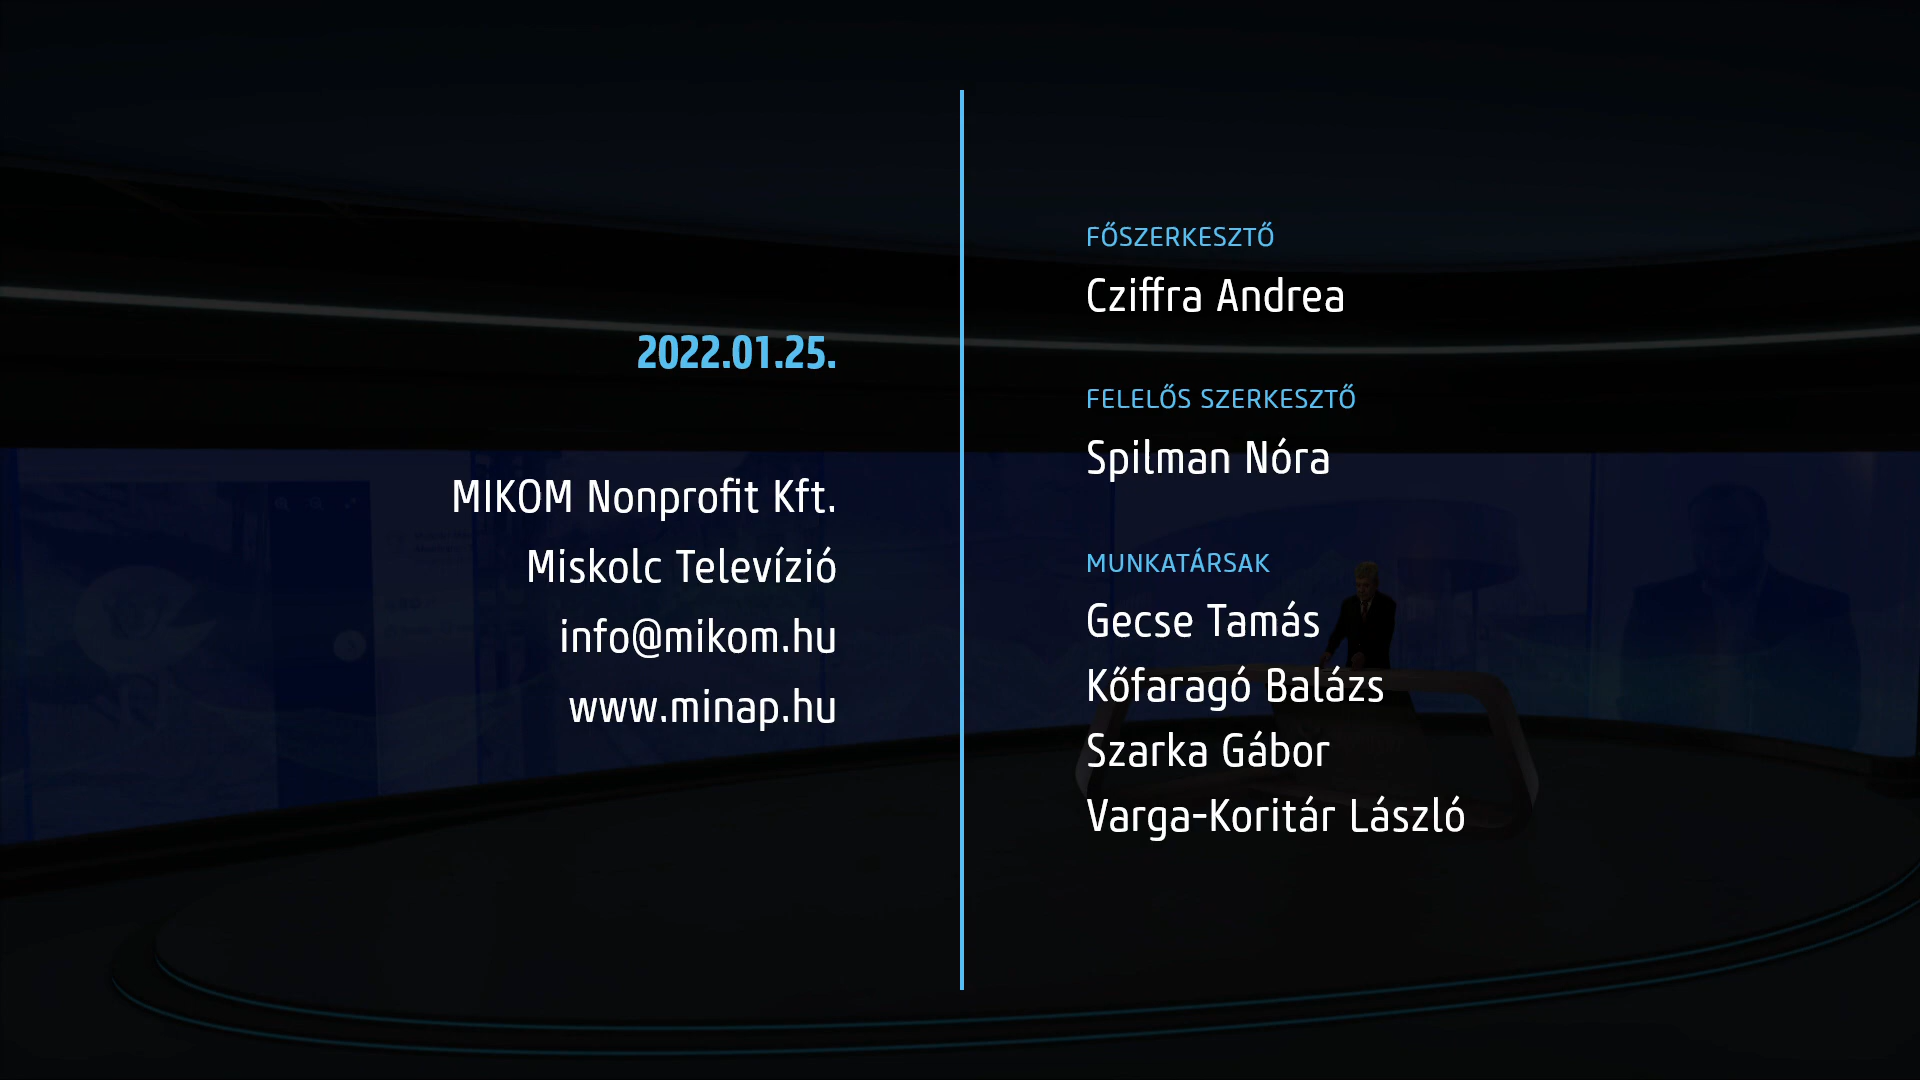 2022.01.25.
MIKOM Nonprofit Kft.
Miskolc Televízió
info@mikom.hu
www.minap.hu
FŐSZERKESZTŐ
Cziffra Andrea
FELELŐS SZERKESZTŐ
Spilman Nóra
MUNKATÁRSAK
Gecse Tamás
Kőfaragó Balázs
Szarka Gábor
Varga-Koritár László